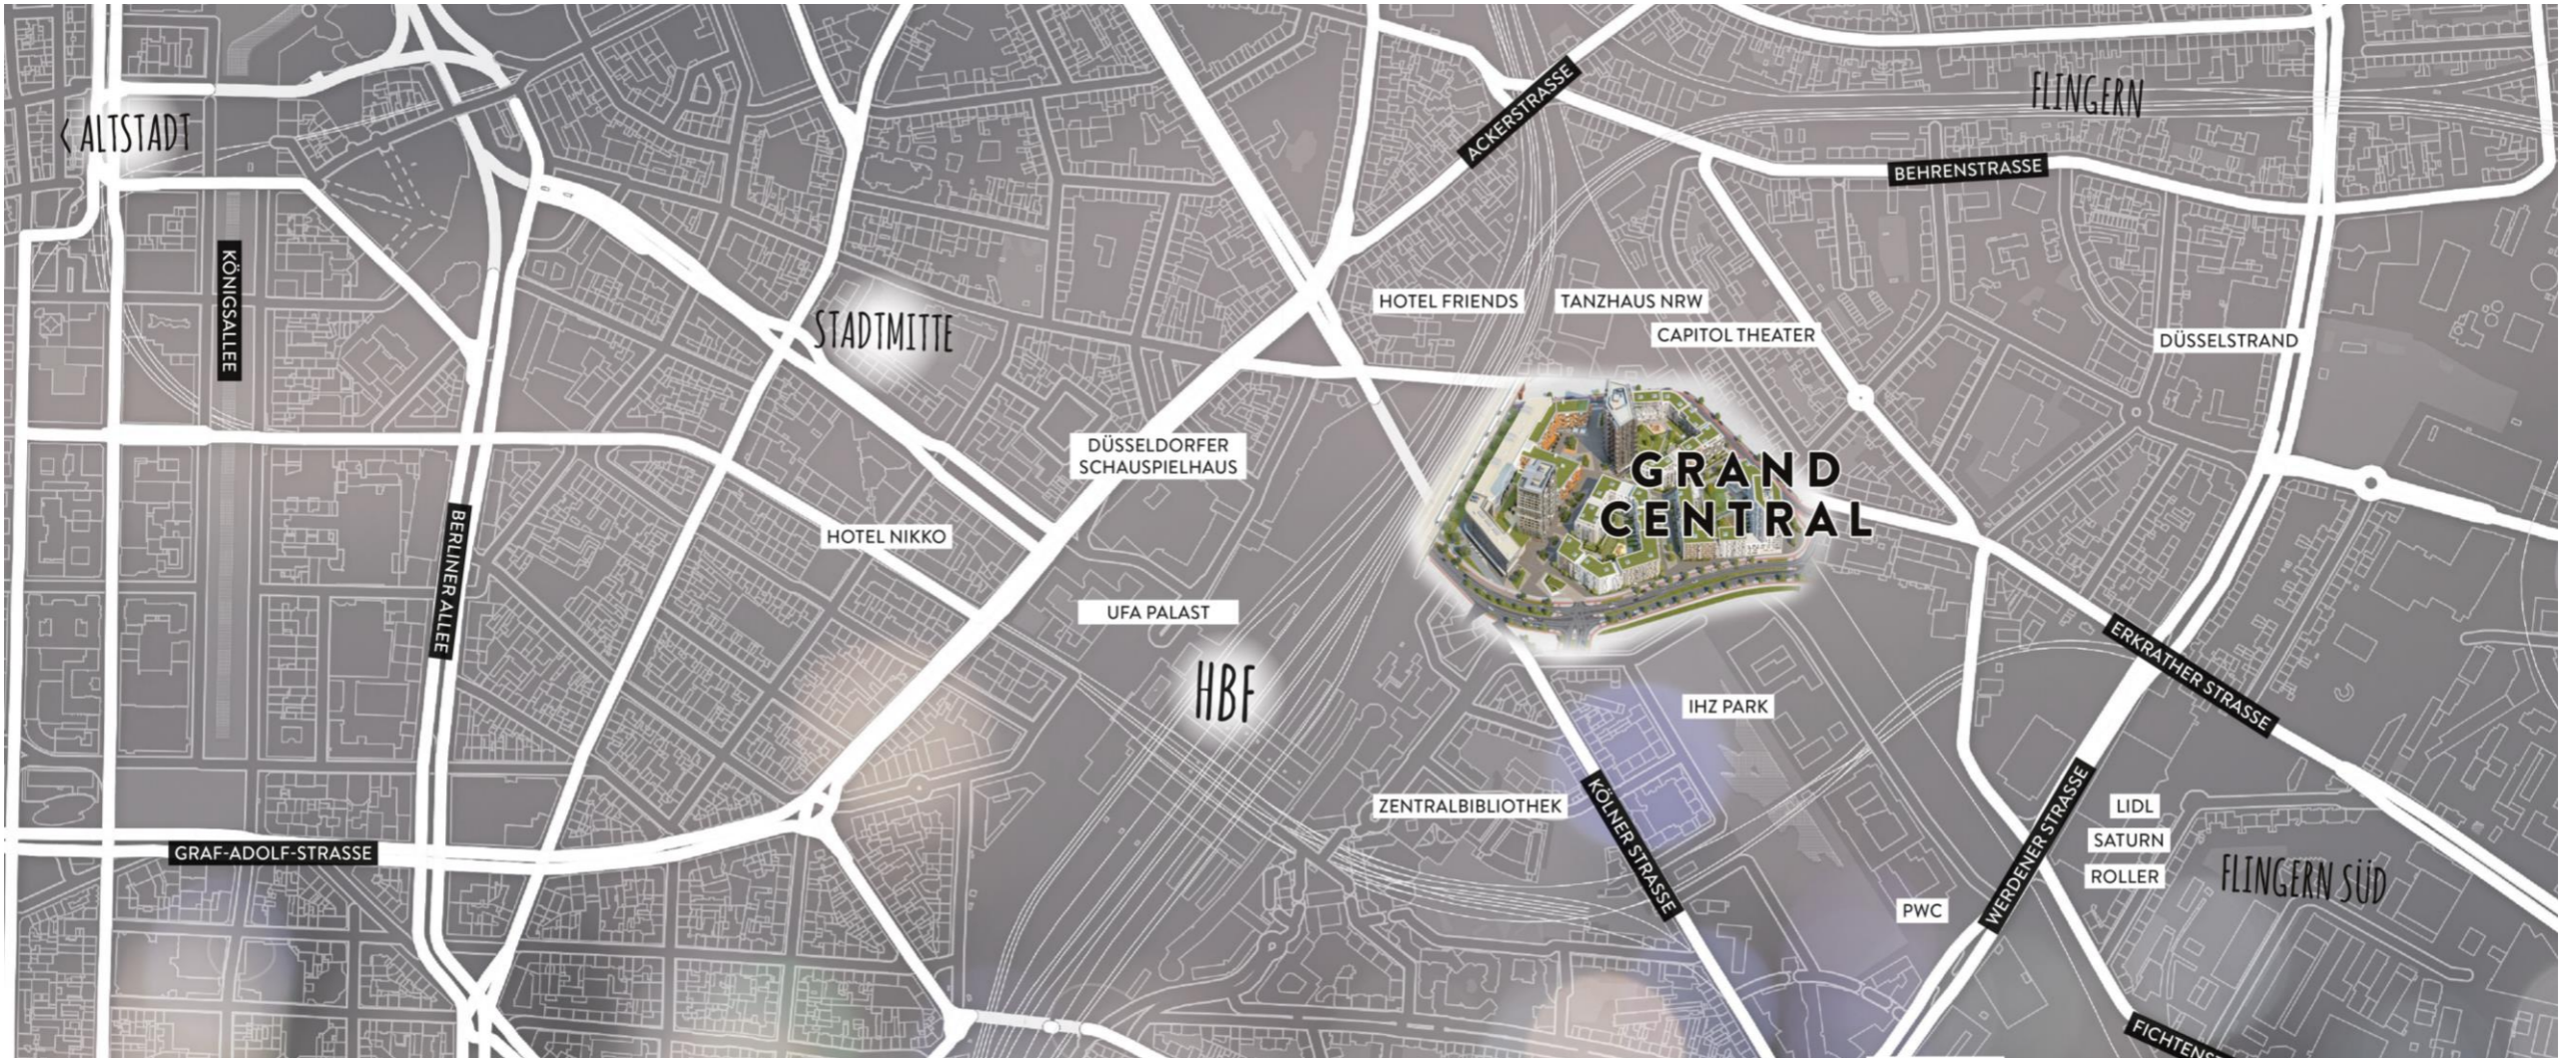 ACKERSTRASSE
FLINGERN
< ALTSTADT
BEHRENSTRASSE
KÖNIGSALLEE
HOTEL FRIENDS
TANZHAUS NRW
STADTMITTE
CAPITOL THEATER
DÜSSELSTRAND
DÜSSELDORFER
SCHAUSPIELHAUS
GRAND
CENTRAL
HOTEL NIKKO
BERLINER ALLEE
UFA PALAST
HBF
ERKRATHER STRASSE
IHZ PARK
ZENTRALBIBLIOTHEK
KÖLNER STRASSE
WERDENER STRASSE
LIDL
SATURN
GRAF-ADOLF-STRASSE
ROLLER
FLINGERN SÜD
PWC